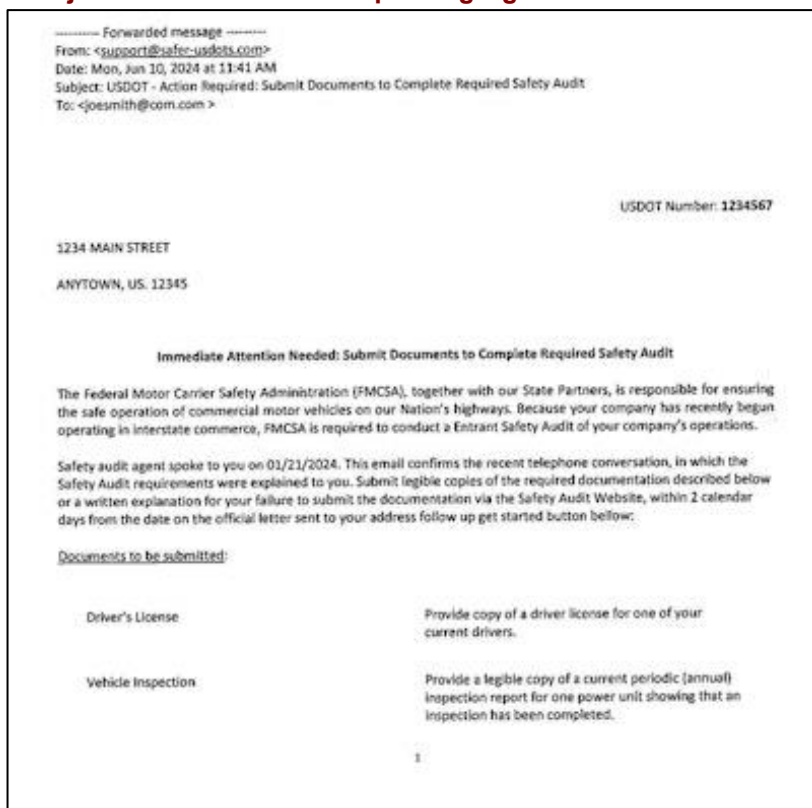 ---------- Forwarded message ----------
From: <support@safer-usdots.com>
Date: Mon, Jun 10, 2024 at 11:41 AM
Subject: USDOT - Action Required: Submit Documents to Complete Required Safety Audit
To: <joesmith@com.com >
USDOT Number: 1234567
1234 MAIN STREET
ANYTOWN, US. 12345
Immediate Attention Needed: Submit Documents to Complete Required Safety Audit
The Federal Motor Carrier Safety Administration (FMCSA), together with our State Partners, is responsible for ensuring
the safe operation of commercial motor vehicles on our Nation's highways. Because your company has recently begun
operating in interstate commerce, FMCSA is required to conduct a Entrant Safety Audit of your company's operations.
Safety audit agent spoke to you on 01/21/2024. This email confirms the recent telephone conversation, in which the
Safety Audit requirements were explained to you. Submit legible copies of the required documentation described below
or a written explanation for your failure to submit the documentation via the Safety Audit Website, within 2 calendar
days from the date on the official letter sent to your address follow up get started button bellow:
Documents to be submitted:
Driver's License
Provide copy of a driver license for one of your
current drivers.
Vehicle Inspection
Provide a legible copy of a current periodic (annual)
inspection report for one power unit showing that an
inspection has been completed.
1